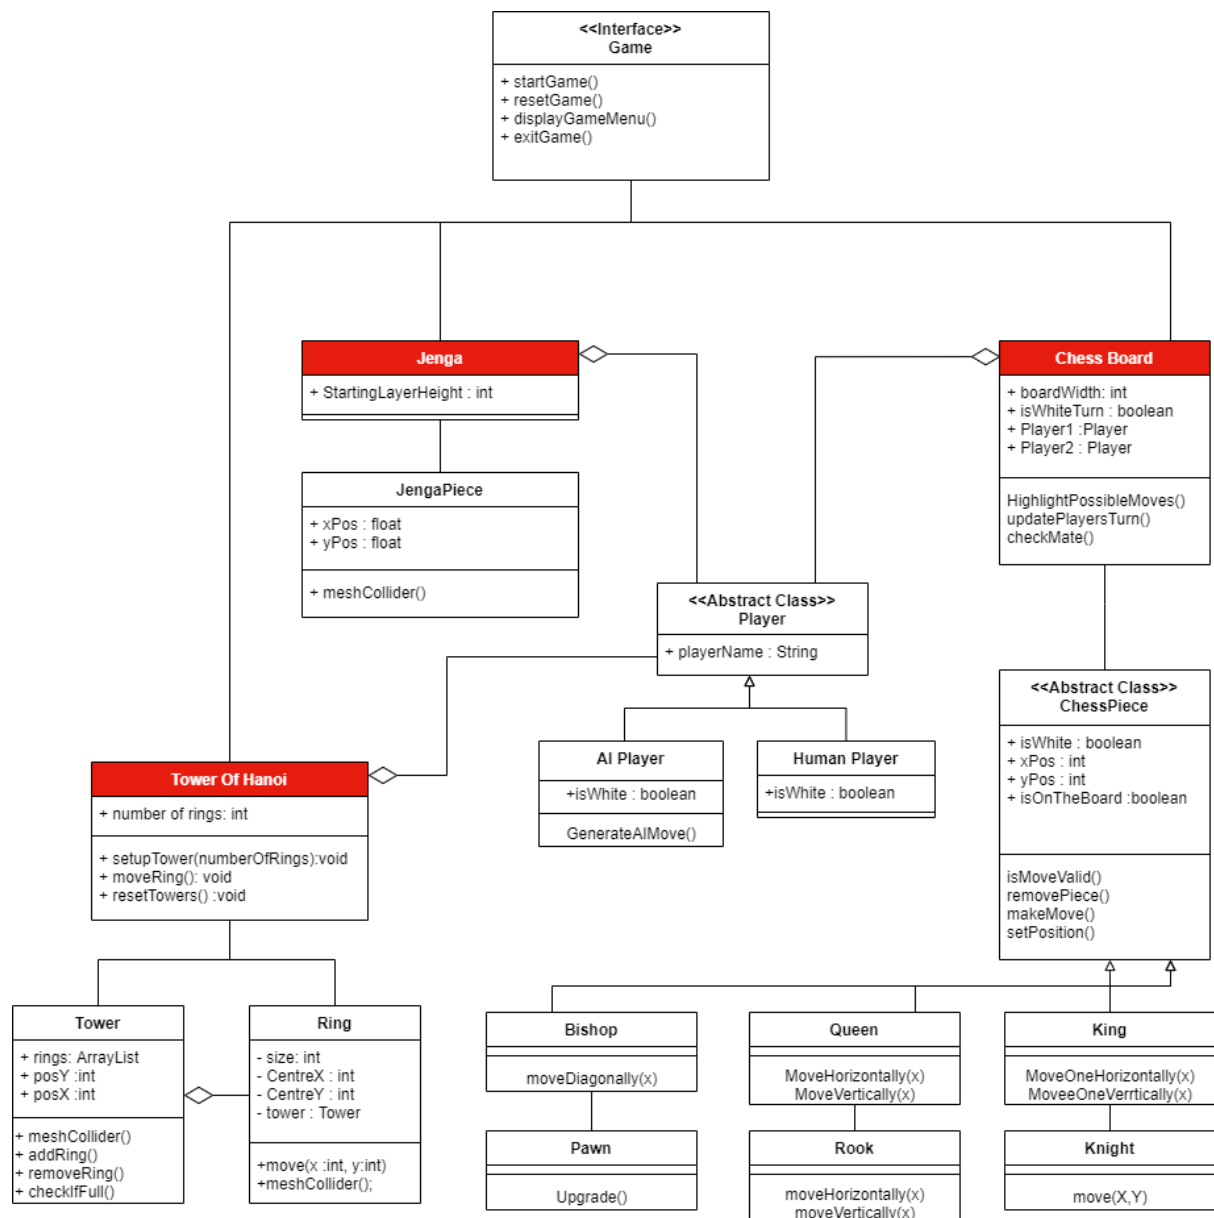 <<Interface>>
Game
+ startGame()
+ resetGame()
+ displayGameMenu()
+ exitGame()
Jenga
+ StartingLayerHeight : int
JengaPiece
+ xPos : float
+ yPos : float
+ meshCollider()
Chess Board
+ boardWidth: int
+ isWhiteTurn : boolean
+ Player1 :Player
+ Player2 : Player
HighlightPossibleMoves()
updatePlayersTurn()
checkMate()
<<Abstract Class>>
Player
+ playerName : String
AI Player
+isWhite : boolean
GenerateAIMove()
Human Player
+isWhite : boolean
<<Abstract Class>>
ChessPiece
+ isWhite : boolean
+ xPos : int
+ yPos : int
+ isOnTheBoard :boolean
isMoveValid()
removePiece()
makeMove()
setPosition()
Tower Of Hanoi
+ number of rings: int
+ setupTower(numberOfRings):void
+ moveRing(): void
+ resetTowers() :void
Tower
+ rings: ArrayList
+ posY :int
+ posX :int
+ meshCollider()
+ addRing()
+ removeRing()
+ checkIfFull()
Ring
- size: int
- CentreX : int
- CentreY : int
- tower : Tower
+move(x :int, y:int)
+meshCollider();
Bishop
moveDiagonally(x)
Queen
MoveHorizontally(x)
MoveVertically(x)
King
MoveOneHorizontally(x)
MoveeOneVerrtically(x)
Pawn
Upgrade()
Rook
moveHorizontally(x)
moveVertically(x)
Knight
move(X,Y)